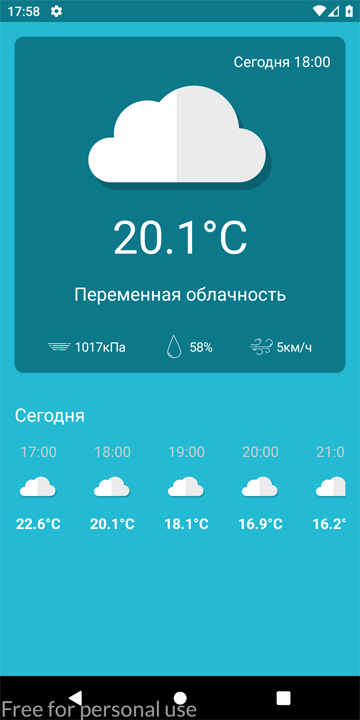 17:58
Сегодня 18:00
20.1°C
Переменная облачность
1017кПа 58% 5км/ч
Сегодня
17:00 18:00 19:00 20:00 21:0
22.6°C 20.1°C 18.1°C 16.9°C 16.2°
Free for personal use